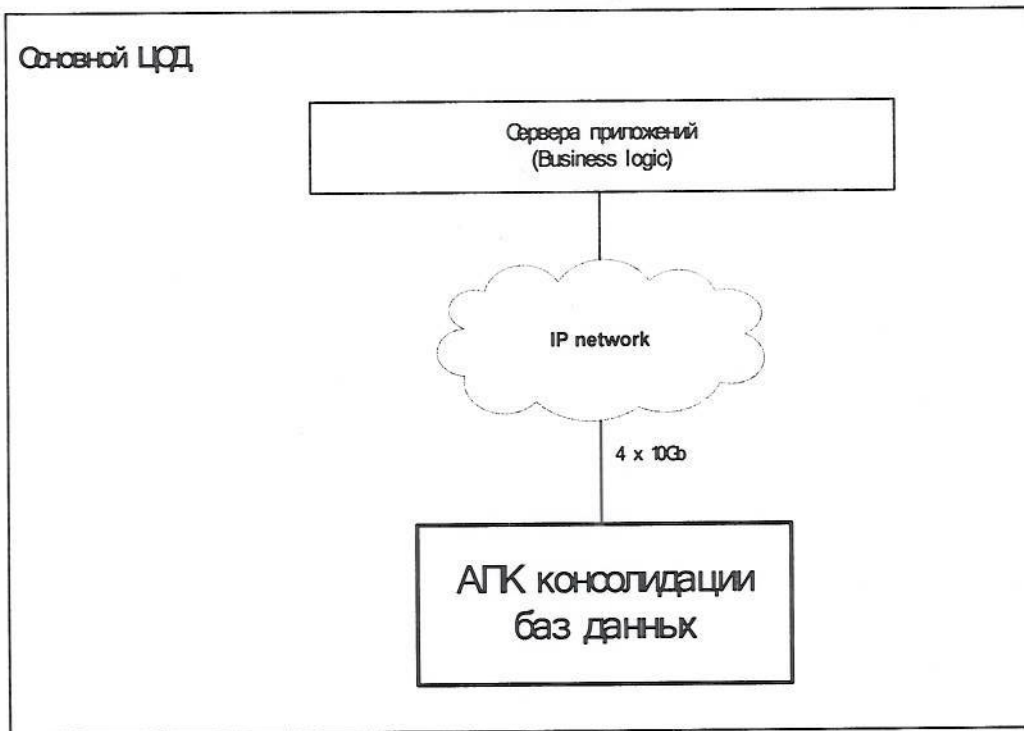 Основной ЦОД
Сервера приложений
(Business logic)
IP network
4 x 10Gb
АПК консолидации
баз данных